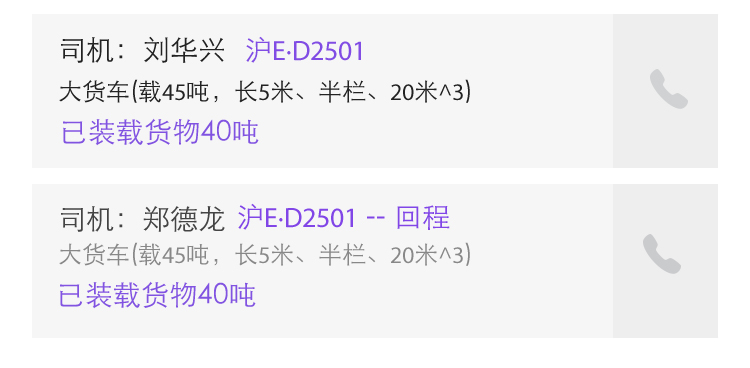 司机：刘华兴 沪E·D2501
大货车(载45吨，长5米、半栏、20米^3)
已装载货物40吨
司机：郑德龙 沪E·D2501 -- 回程
大货车(载45吨，长5米、半栏、20米^3)
已装载货物40吨